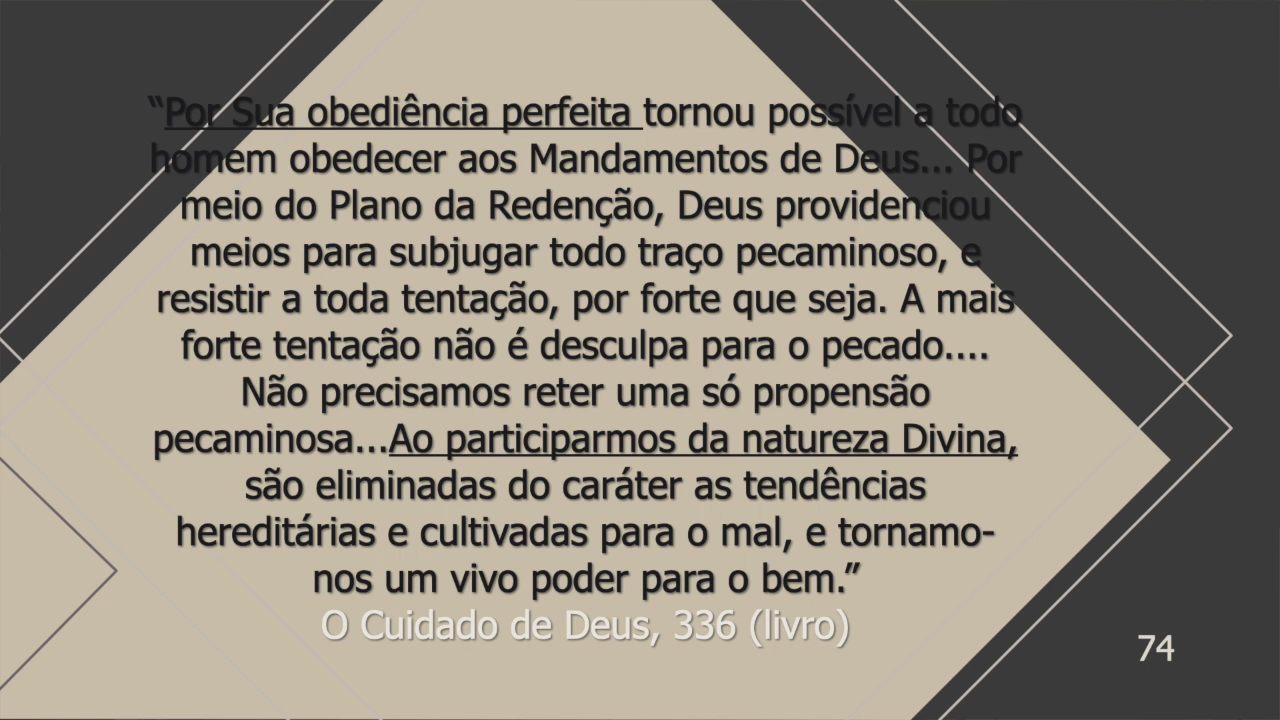 “Por Sua obediência perfeita tornou possível a todo
homem obedecer aos Mandamentos de Deus... Por
meio do Plano da Redenção, Deus providenciou
meios para subjugar todo traço pecaminoso, e
resistir a toda tentação, por forte que seja. A mais
forte tentação não é desculpa para o pecado....
Não precisamos reter uma só propensão
pecaminosa...Ao participarmos da natureza Divina,
são eliminadas do caráter as tendências
hereditárias e cultivadas para o mal, e tornamo-
nos um vivo poder para o bem.”
O Cuidado de Deus, 336 (livro)
74